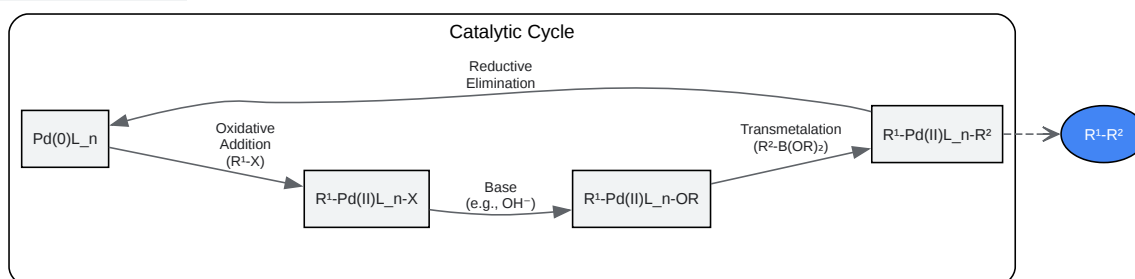 Catalytic Cycle
Reductive
Elimination
Pd(0)L_n
Oxidative
Addition
(R¹-X)
R¹-Pd(II)L_n-X
Base
(e.g., OH⁻)
R¹-Pd(II)L_n-OR
Transmetalation
(R²-B(OR)₂)
R¹-Pd(II)L_n-R²
R¹-R²